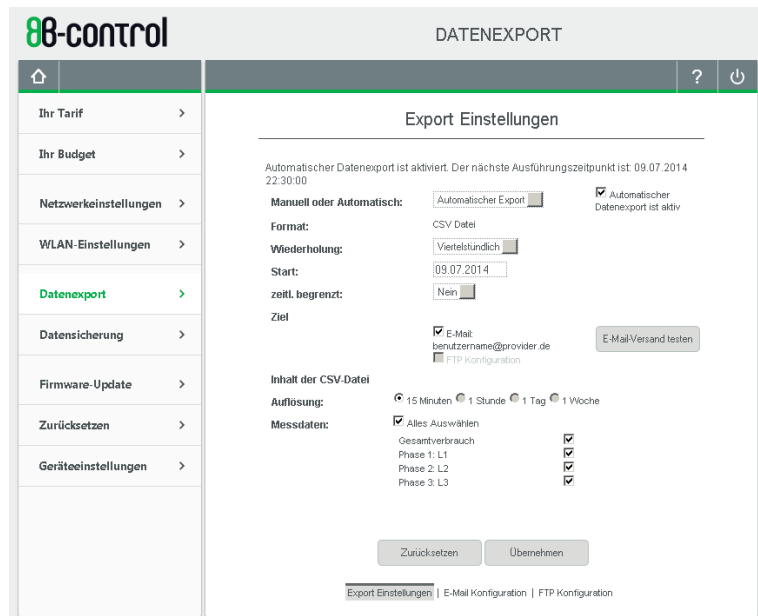 B-control
DATENEXPORT
?
Ihr Tarif >
Ihr Budget >
Netzwerkeinstellungen >
WLAN-Einstellungen >
Datenexport >
Datensicherung >
Firmware-Update >
Zurücksetzen >
Geräteeinstellungen >
Export Einstellungen
Automatischer Datenexport ist aktiviert. Der nächste Ausführungszeitpunkt ist: 09.07.2014
22:30:00
Manuell oder Automatisch: Automatischer Export
Automatischer
Datenexport ist aktiv
Format: CSV Datei
Wiederholung: Viertelstündlich
Start: 09.07.2014
zeitl. begrenzt: Nein
Ziel
E-Mail:
benutzername@provider.de
FTP Konfiguration
E-Mail-Versand testen
Inhalt der CSV-Datei
Auflösung: 15 Minuten 1 Stunde 1 Tag 1 Woche
Messdaten: Alles Auswählen
Gesamtverbrauch
Phase 1: L1
Phase 2: L2
Phase 3: L3
Zurücksetzen Übernehmen
Export Einstellungen | E-Mail Konfiguration | FTP Konfiguration